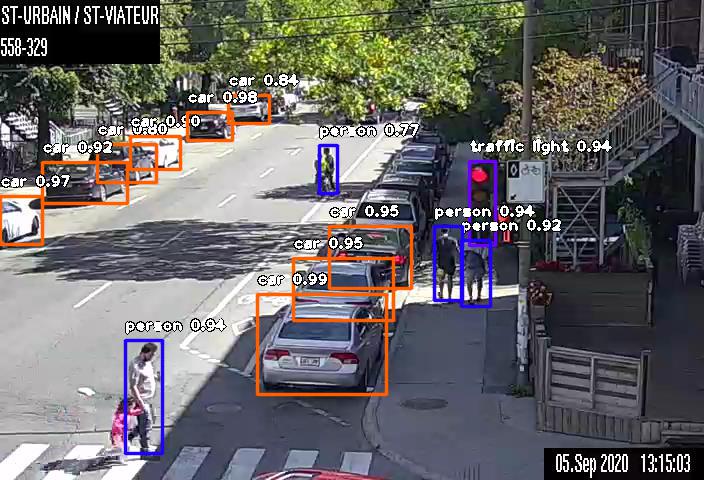 ST-URBAIN / ST-VIATEUR
558-329
car 0.84
car 0.98
car 0.90
car 0.80
person 0.77
car 0.92
traffic light 0.94
car 0.97
car 0.95
person 0.94
person 0.92
car 0.95
car 0.99
person 0.94
05.Sep 2020 13:15:03